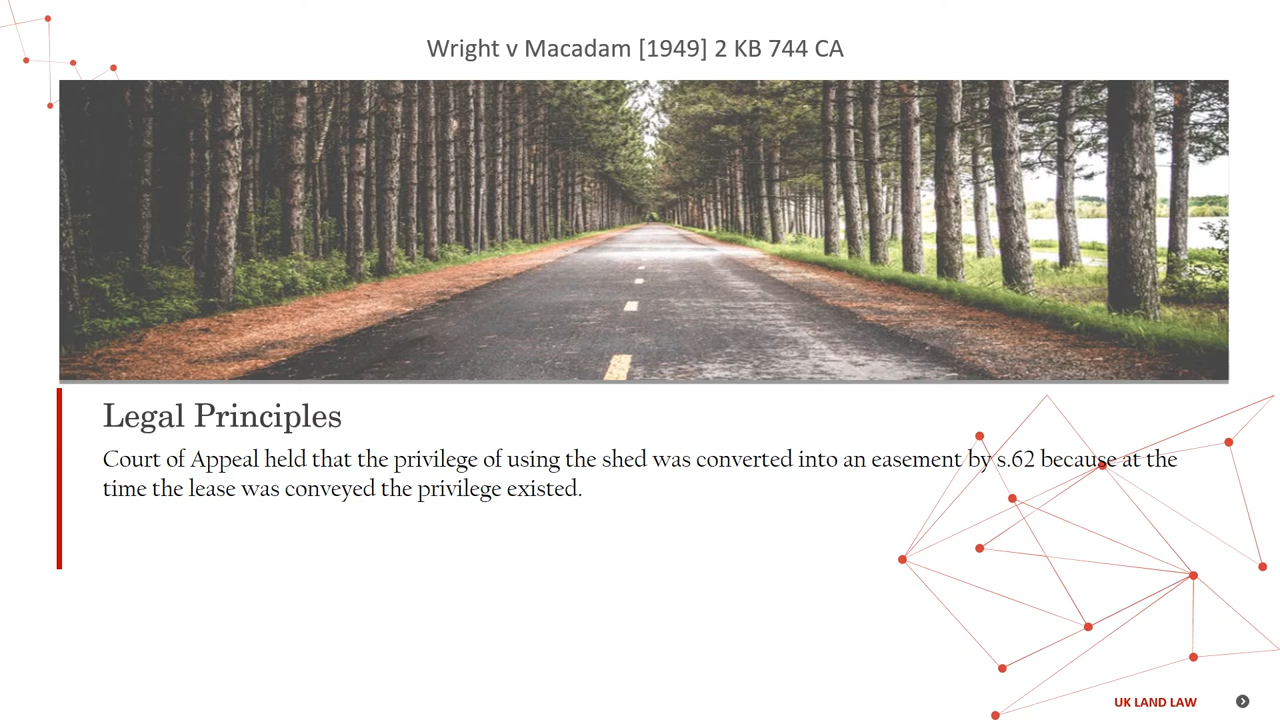 Wright v Macadam [1949] 2 KB 744 CA
Legal Principles
Court of Appeal held that the privilege of using the shed was converted into an easement by s.62 because at the
time the lease was conveyed the privilege existed.
UK LAND LAW